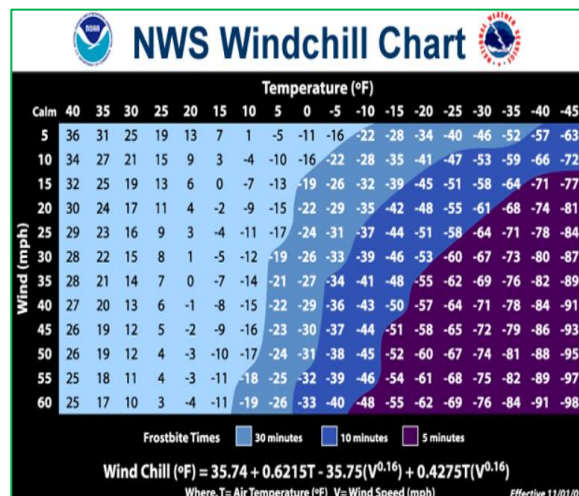 NWS Windchill Chart
Temperature (ºF)
Calm 40 35 30 25 20 15 10 5 0 -5 -10 -15 -20 -25 -30 -35 -40 -45
5 36 31 25 19 13 7 1 -5 -11 -16 -22 -28 -34 -40 -46 -52 -57 -63
10 34 27 21 15 9 3 -4 -10 -16 -22 -28 -35 -41 -47 -53 -59 -66 -72
15 32 25 19 13 6 0 -7 -13 -19 -26 -32 -39 -45 -51 -58 -64 -71 -77
20 30 24 17 11 4 -2 -9 -15 -22 -29 -35 -42 -48 -55 -61 -68 -74 -81
25 29 23 16 9 3 -4 -11 -17 -24 -31 -37 -44 -51 -58 -64 -71 -78 -84
30 28 22 15 8 1 -5 -12 -19 -26 -33 -39 -46 -53 -60 -67 -73 -80 -87
35 28 21 14 7 0 -7 -14 -21 -27 -34 -41 -48 -55 -62 -69 -76 -82 -89
40 27 20 13 6 -1 -8 -15 -22 -29 -36 -43 -50 -57 -64 -71 -78 -84 -91
45 26 19 12 5 -2 -9 -16 -23 -30 -37 -44 -51 -58 -65 -72 -79 -86 -93
50 26 19 12 4 -3 -10 -17 -24 -31 -38 -45 -52 -60 -67 -74 -81 -88 -95
55 25 18 11 4 -3 -11 -18 -25 -32 -39 -46 -54 -61 -68 -75 -82 -89 -97
60 25 17 10 3 -4 -11 -19 -26 -33 -40 -48 -55 -62 -69 -76 -84 -91 -98
Wind (mph)
Frostbite Times 30 minutes 10 minutes 5 minutes
Wind Chill (ºF) = 35.74 + 0.6215T - 35.75(V0.16) + 0.4275T(V0.16)
Where, T= Air Temperature (ºF) V= Wind Speed (mph) Effective 11/01/0